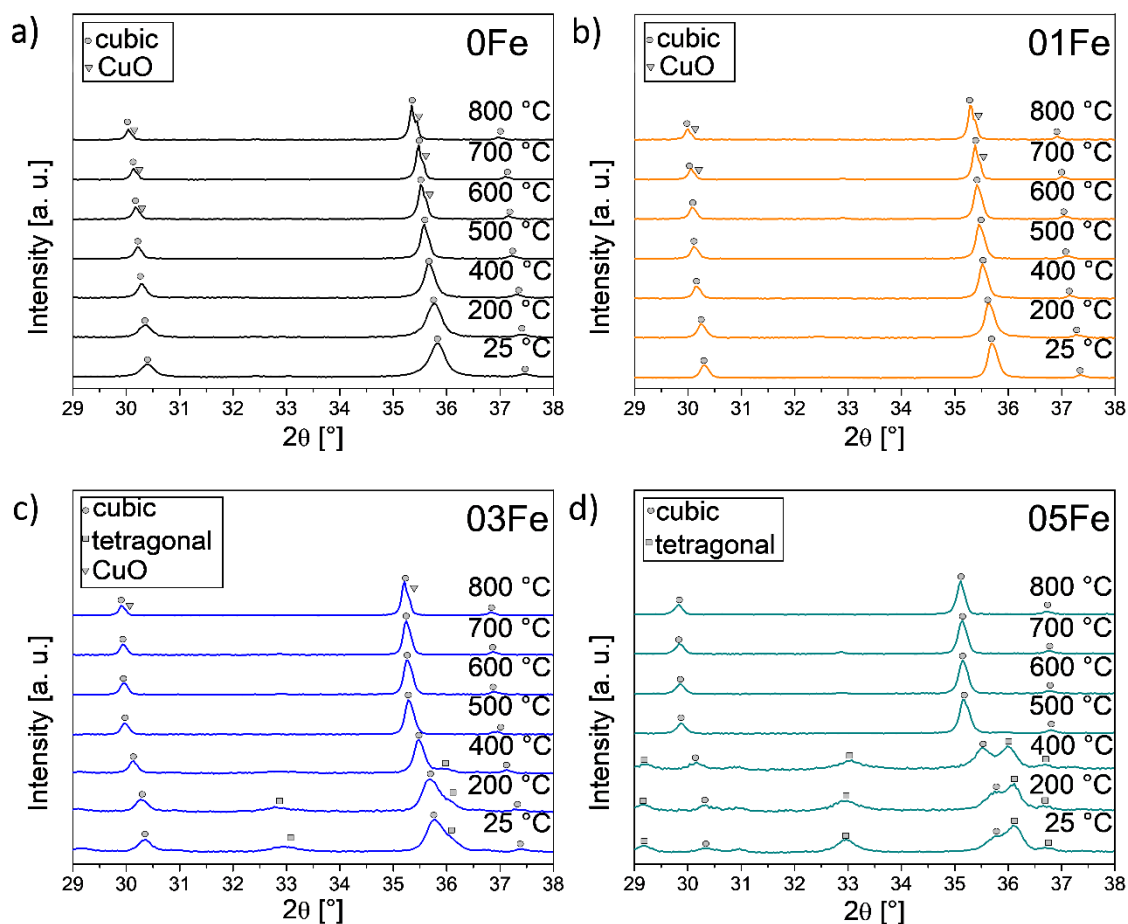 a)
cubic
CuO
0Fe
800 °C
700 °C
600 °C
500 °C
400 °C
200 °C
25 °C
Intensity [a. u.]
29 30 31 32 33 34 35 36 37 38
2θ [°]
b)
cubic
CuO
01Fe
800 °C
700 °C
600 °C
500 °C
400 °C
200 °C
25 °C
Intensity [a. u.]
29 30 31 32 33 34 35 36 37 38
2θ [°]
c)
cubic
tetragonal
CuO
03Fe
800 °C
700 °C
600 °C
500 °C
400 °C
200 °C
25 °C
Intensity [a. u.]
29 30 31 32 33 34 35 36 37 38
2θ [°]
d)
cubic
tetragonal
05Fe
800 °C
700 °C
600 °C
500 °C
400 °C
200 °C
25 °C
Intensity [a. u.]
29 30 31 32 33 34 35 36 37 38
2θ [°]